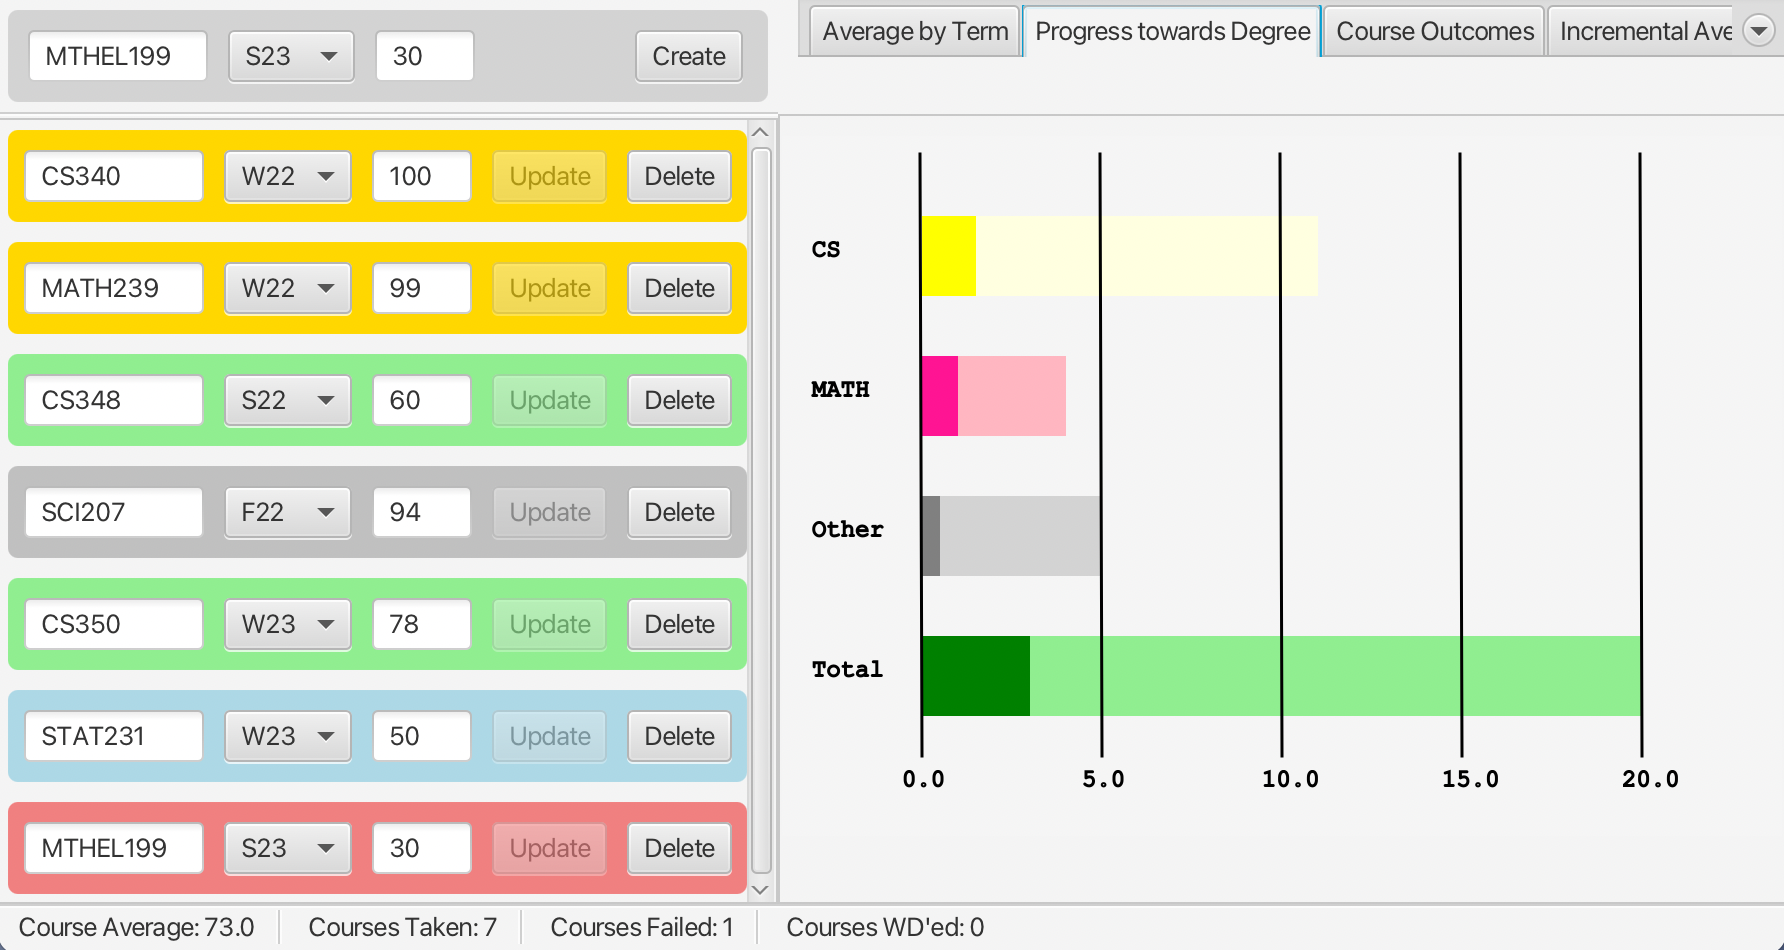 MTHEL199 S23 30 Create
CS340 W22 100 Update Delete
MATH239 W22 99 Update Delete
CS348 S22 60 Update Delete
SCI207 F22 94 Update Delete
CS350 W23 78 Update Delete
STAT231 W23 50 Update Delete
MTHEL199 S23 30 Update Delete
Average by Term Progress towards Degree Course Outcomes Incremental Ave
CS
MATH
Other
Total
0.0 5.0 10.0 15.0 20.0
Course Average: 73.0 Courses Taken: 7 Courses Failed: 1 Courses WD'ed: 0